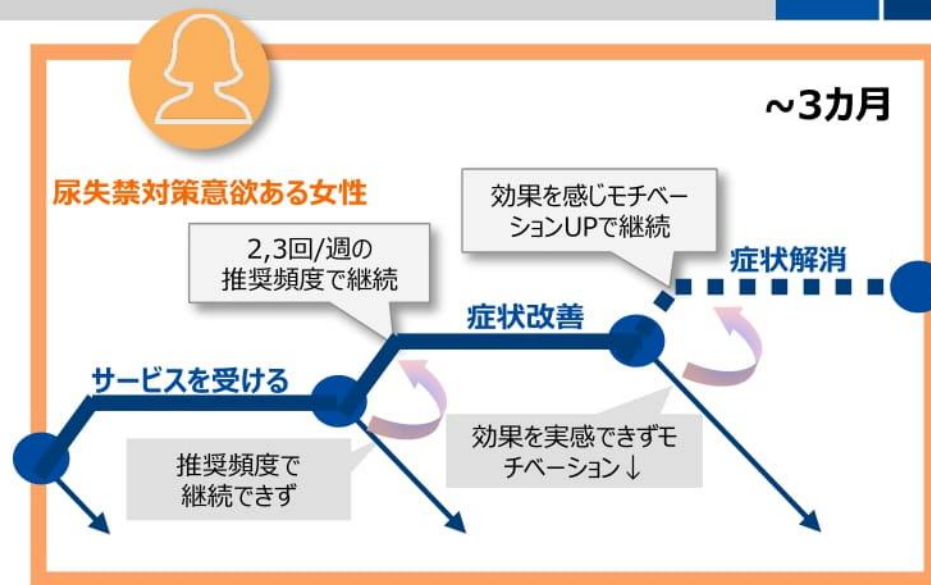 ~3カ月
尿失禁対策意欲ある女性
効果を感じモチベー
ションUPで継続
2,3回/週の
推奨頻度で継続
症状解消
症状改善
サービスを受ける
効果を実感できずモ
チベーション↓
推奨頻度で
継続できず